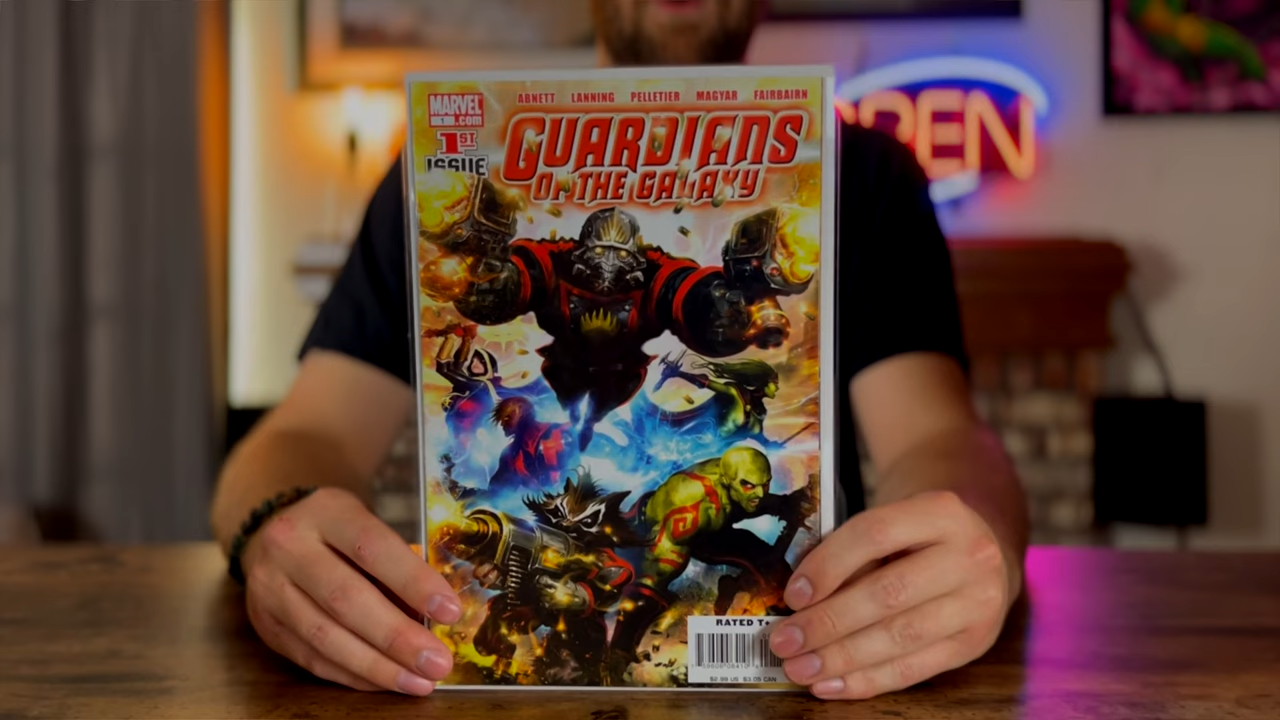 ABNETT LANNING PELLETIER MAGYAR FAIRBAIRN
MARVEL
.com
1ST
ISSUE
GUARDIANS
OF THE GALAXY
OPEN
RATED T+
$2.99 US $3.05 CAN